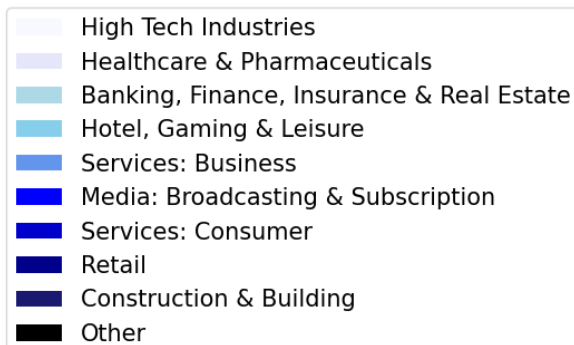 High Tech Industries
Healthcare & Pharmaceuticals
Banking, Finance, Insurance & Real Estate
Hotel, Gaming & Leisure
Services: Business
Media: Broadcasting & Subscription
Services: Consumer
Retail
Construction & Building
Other